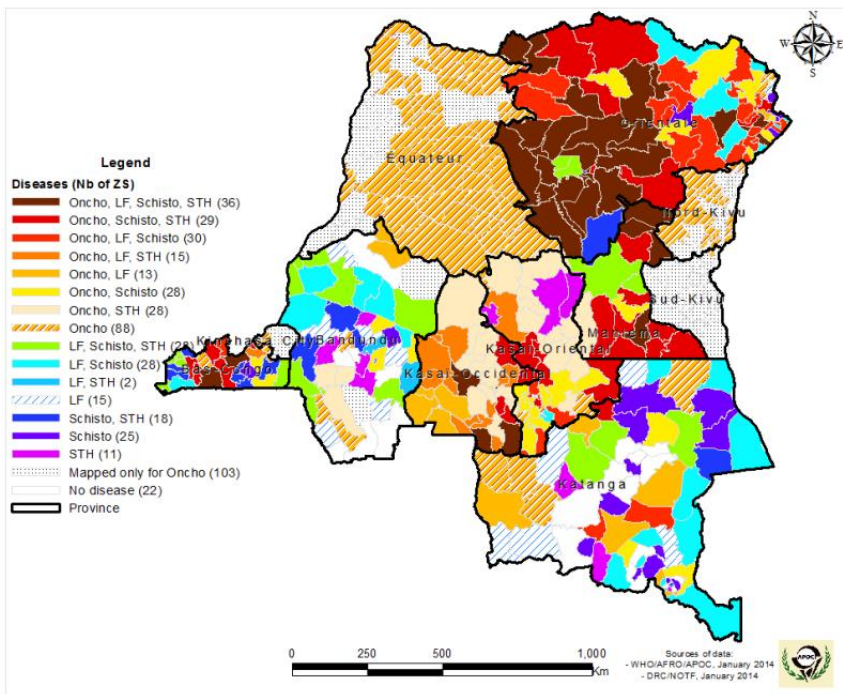 N
W E
S
Orientale
Équateur
Nord-Kivu
Sud-Kivu
Maniema
Kinshasa City
Bandundu
Bas-Congo
Kasai-Oriental
Kasai-Occidental
Katanga
Legend
Diseases (Nb of ZS)
Oncho, LF, Schisto, STH (36)
Oncho, Schisto, STH (29)
Oncho, LF, Schisto (30)
Oncho, LF, STH (15)
Oncho, LF (13)
Oncho, Schisto (28)
Oncho, STH (28)
Oncho (88)
LF, Schisto, STH (28)
LF, Schisto (28)
LF, STH (2)
LF (15)
Schisto, STH (18)
Schisto (25)
STH (11)
Mapped only for Oncho (103)
No disease (22)
Province
0 250 500 1,000
Km
Sources of data:
- WHO/AFRO/APOC, January 2014
- DRC/NOTF, January 2014
APOC